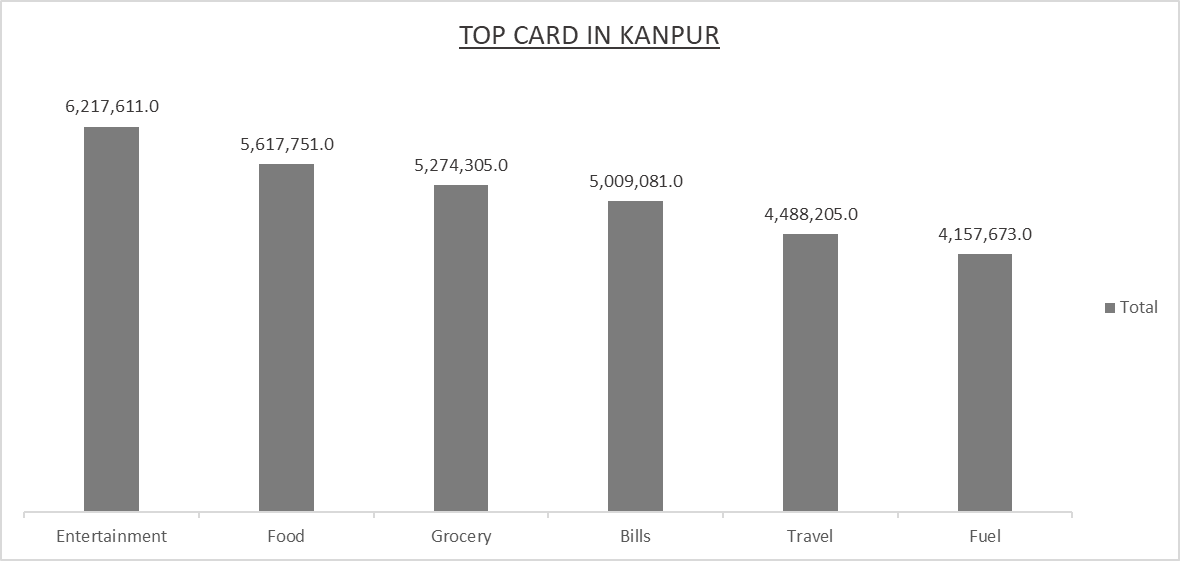 TOP CARD IN KANPUR
6,217,611.0
5,617,751.0
5,274,305.0
5,009,081.0
4,488,205.0
4,157,673.0
Total
Entertainment
Food
Grocery
Bills
Travel
Fuel